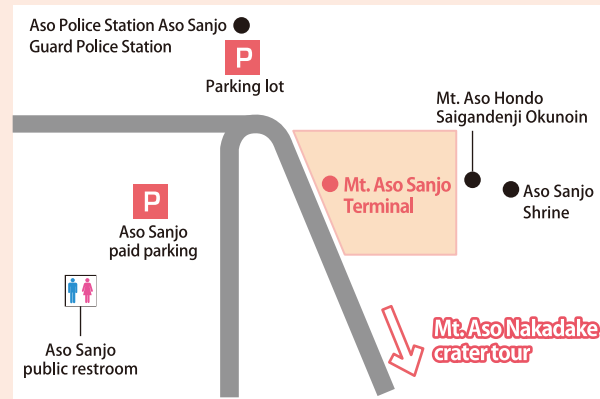 Aso Police Station Aso Sanjo
Guard Police Station
P
Parking lot
Mt. Aso Hondo
Saigandenji Okunoin
Mt. Aso Sanjo
Terminal
Aso Sanjo
Shrine
P
Aso Sanjo
paid parking
Aso Sanjo
public restroom
Mt. Aso Nakadake
crater tour